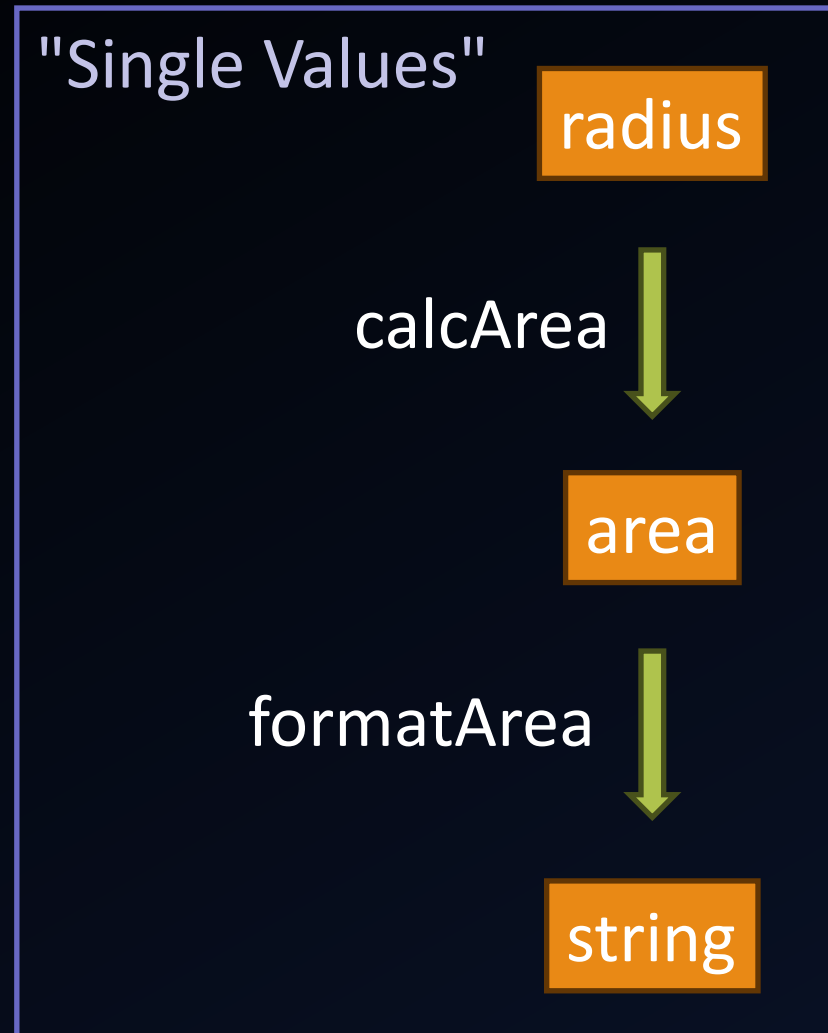 "Single Values"
radius
calcArea
area
formatArea
string